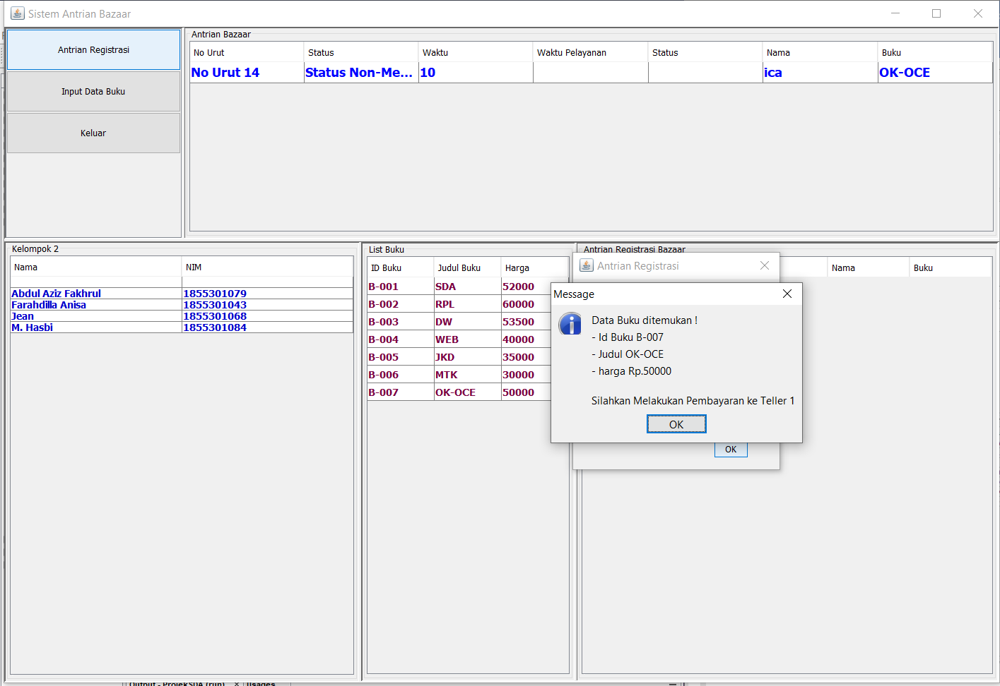 Sistem Antrian Bazaar
Antrian Registrasi
Input Data Buku
Keluar
Antrian Bazaar
No Urut Status Waktu Waktu Pelayanan Status Nama Buku
No Urut 14 Status Non-Me... 10 ica OK-OCE
Kelompok 2
Nama NIM
Abdul Aziz Fakhrul 1855301079
Farahdilla Anisa 1855301043
Jean 1855301068
M. Hasbi 1855301084
List Buku
ID Buku Judul Buku Harga
B-001 SDA 52000
B-002 RPL 60000
B-003 DW 53500
B-004 WEB 40000
B-005 JKD 35000
B-006 MTK 30000
B-007 OK-OCE 50000
Antrian Registrasi Bazaar
Nama Buku
Antrian Registrasi
Message
Data Buku ditemukan !
- Id Buku B-007
- Judul OK-OCE
- harga Rp.50000
Silahkan Melakukan Pembayaran ke Teller 1
OK
OK
Output - ProjekSDA (run) × Usages